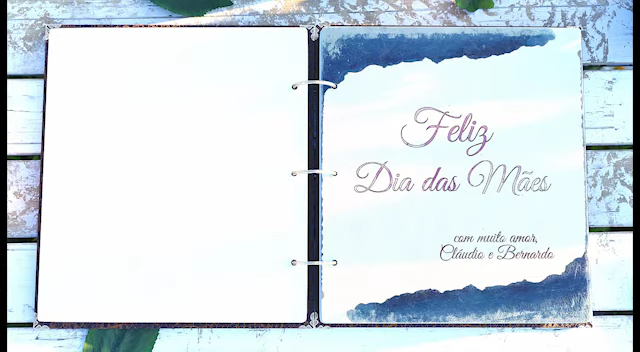 Feliz
Dia das Mães
com muito amor,
Cláudio e Bernardo